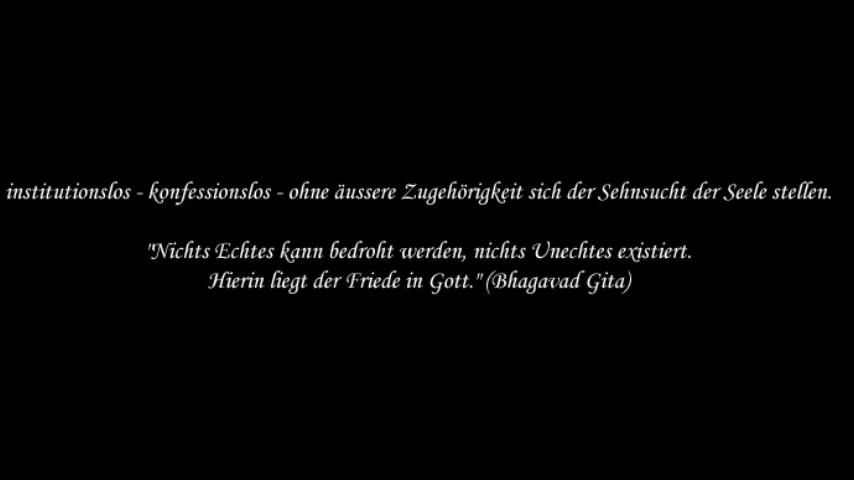 institutionslos - konfessionslos - ohne äussere Zugehörigkeit sich der Sehnsucht der Seele stellen.
"Nichts Echtes kann bedroht werden, nichts Unechtes existiert.
Hierin liegt der Friede in Gott." (Bhagavad Gita)